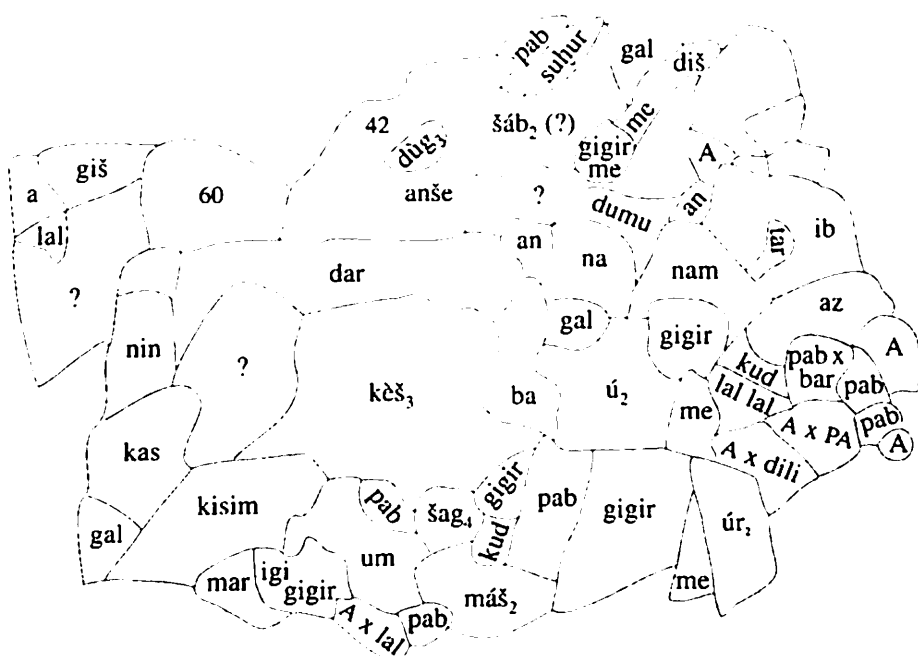 pab
suhur
gal
diš
42
dùg₃
šáb₂ (?)
me
gigir
me
A
giš
a
lal
60
anše
?
dumu
an
tar
ib
?
dar
an
na
nam
az
nin
?
gal
gigir
A
kud
pab x
bar
pab
kèš₃
ba
ú₂
me
lal lal
A x PA
pab
A
kas
A x dili
gal
kisim
pab
šag₄
gigir
kud
pab
gigir
úr₂
me
um
mar
igi
gigir
máš₂
A x lal
pab